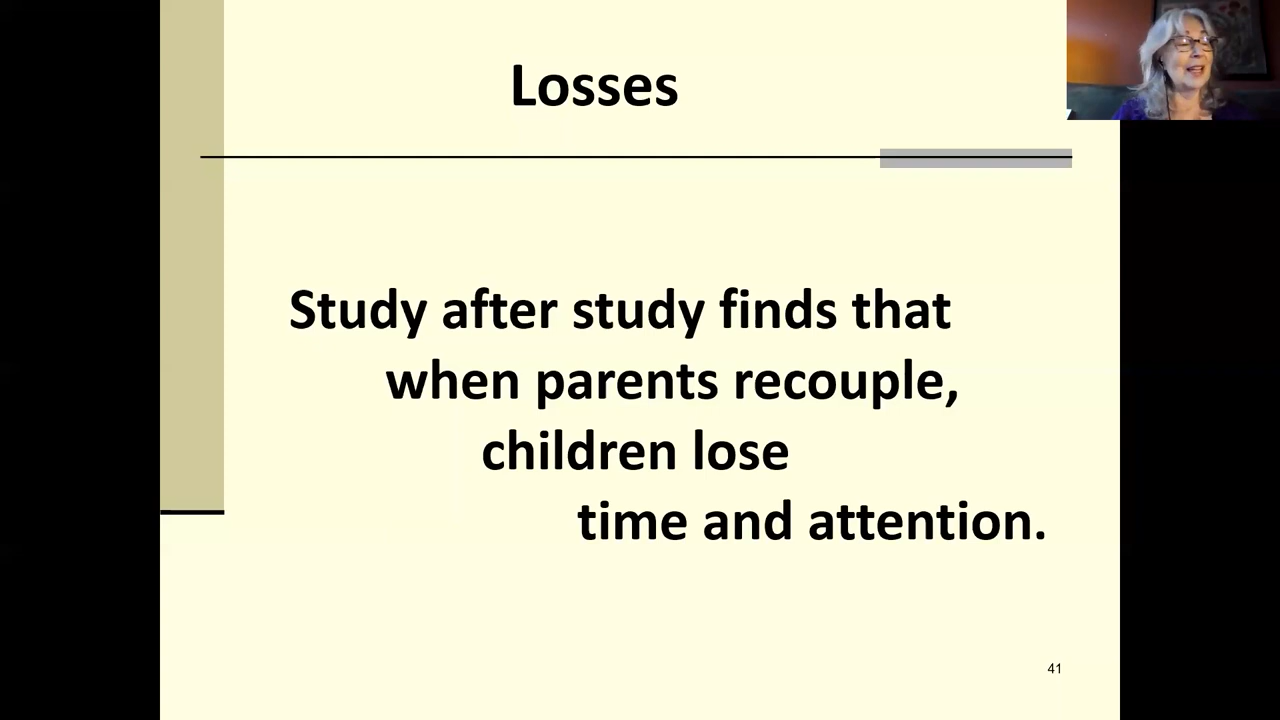 Losses
Study after study finds that
when parents recouple,
children lose
time and attention.
41